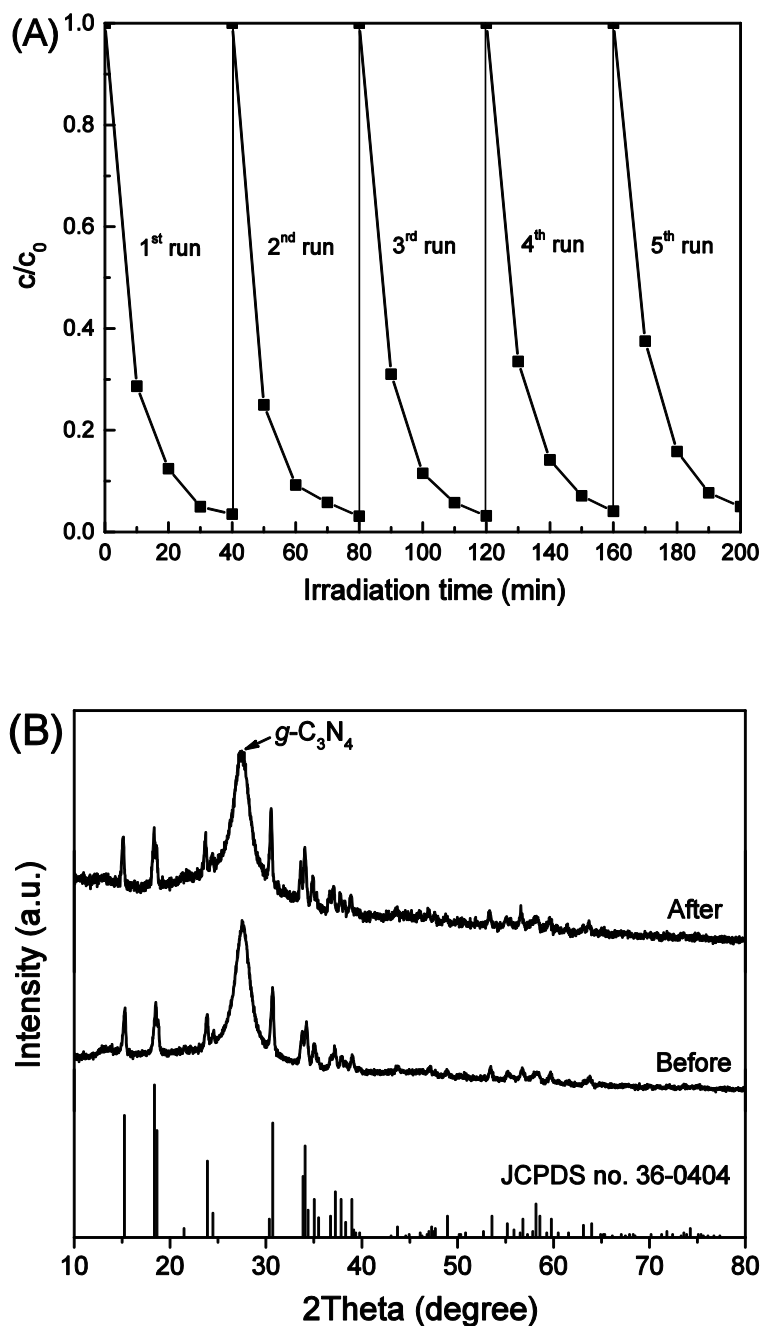 (A)
1.0
0.8
0.6
0.4
0.2
0.0
c/c₀
1ˢᵗ run
2ⁿᵈ run
3ʳᵈ run
4ᵗʰ run
5ᵗʰ run
0 20 40 60 80 100 120 140 160 180 200
Irradiation time (min)
(B)
g-C₃N₄
After
Before
JCPDS no. 36-0404
Intensity (a.u.)
10 20 30 40 50 60 70 80
2Theta (degree)